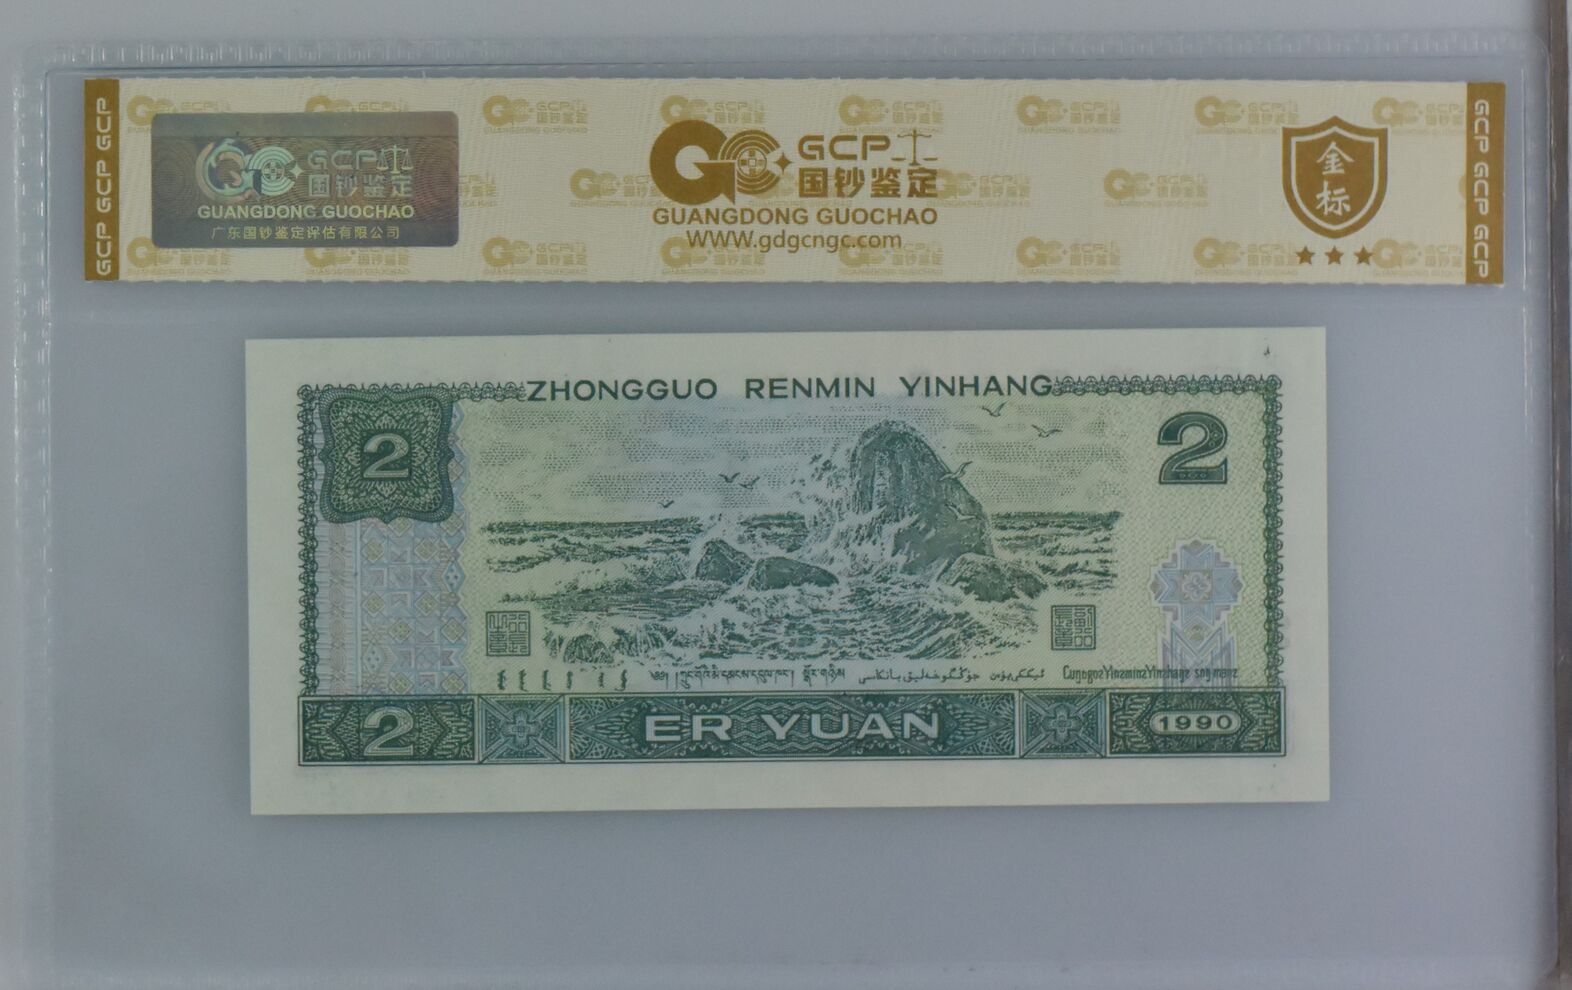 GCP GCP GCP
GCP
国钞鉴定
GUANGDONG GUOCHAO
广东国钞鉴定评估有限公司
GCP
国钞鉴定
GUANGDONG GUOCHAO
WWW.gdgcngc.com
金标
GCP GCP GCP
ZHONGGUO RENMIN YINHANG
2
2
2
ER YUAN
1990